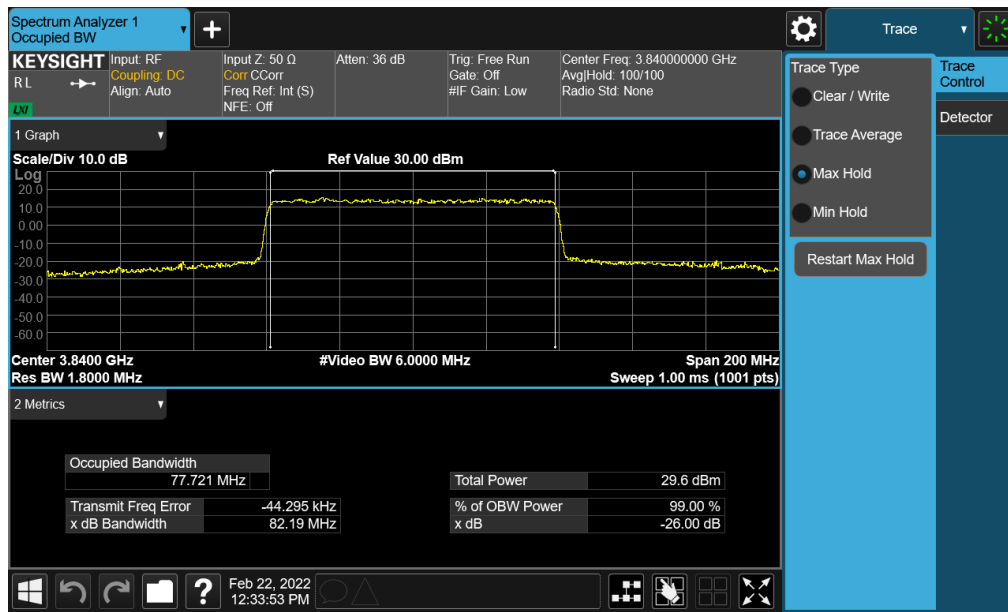 Spectrum Analyzer 1
Occupied BW
Trace
KEYSIGHT
R L
LXI
Input: RF
Coupling: DC
Align: Auto
Input Z: 50 Ω
Corr CCorr
Freq Ref: Int (S)
NFE: Off
Atten: 36 dB
Trig: Free Run
Gate: Off
#IF Gain: Low
Center Freq: 3.840000000 GHz
Avg|Hold: 100/100
Radio Std: None
Trace Type
Clear / Write
Trace Average
Max Hold
Min Hold
Restart Max Hold
Trace
Control
Detector
1 Graph
Scale/Div 10.0 dB
Ref Value 30.00 dBm
Log
20.0
10.0
0.00
-10.0
-20.0
-30.0
-40.0
-50.0
-60.0
Center 3.8400 GHz
#Video BW 6.0000 MHz
Span 200 MHz
Res BW 1.8000 MHz
Sweep 1.00 ms (1001 pts)
2 Metrics
Occupied Bandwidth
77.721 MHz
Total Power 29.6 dBm
Transmit Freq Error -44.295 kHz
% of OBW Power 99.00 %
x dB Bandwidth 82.19 MHz
x dB -26.00 dB
?
Feb 22, 2022
12:33:53 PM